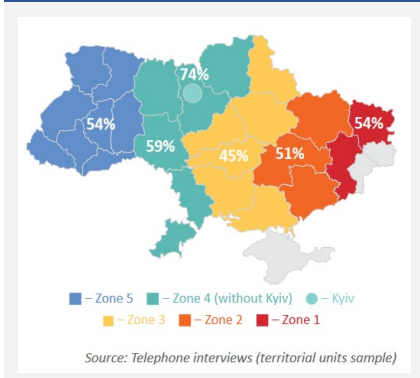 74%
54%
54%
59%
45%
51%
– Zone 5
– Zone 4 (without Kyiv)
– Kyiv
– Zone 3
– Zone 2
– Zone 1
Source: Telephone interviews (territorial units sample)